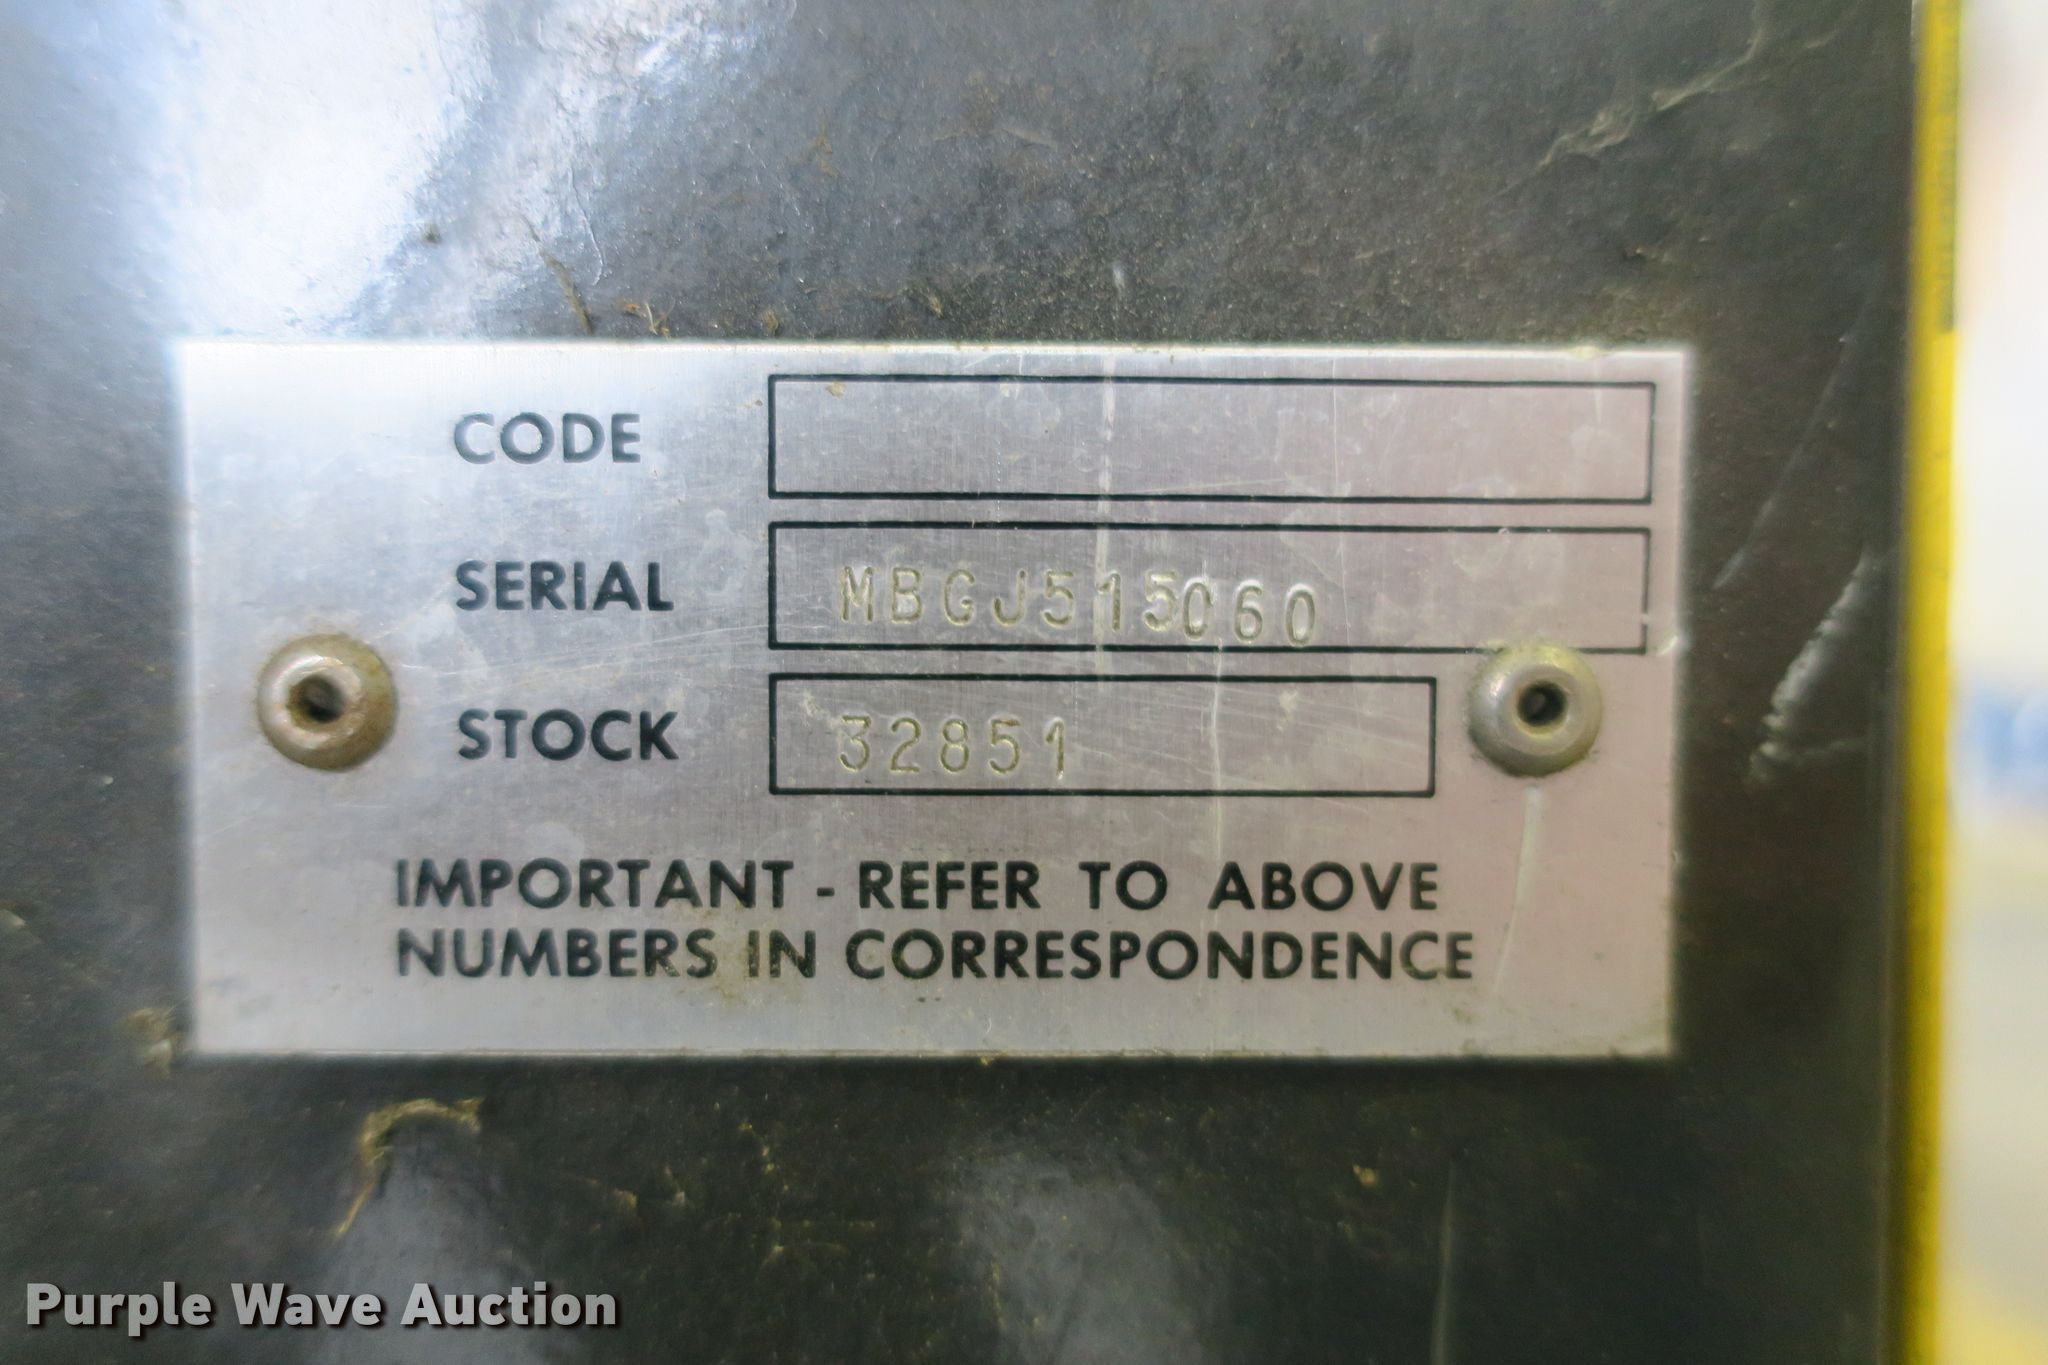 CODE
SERIAL MBGJ515060
STOCK 32851
IMPORTANT - REFER TO ABOVE
NUMBERS IN CORRESPONDENCE
Purple Wave Auction